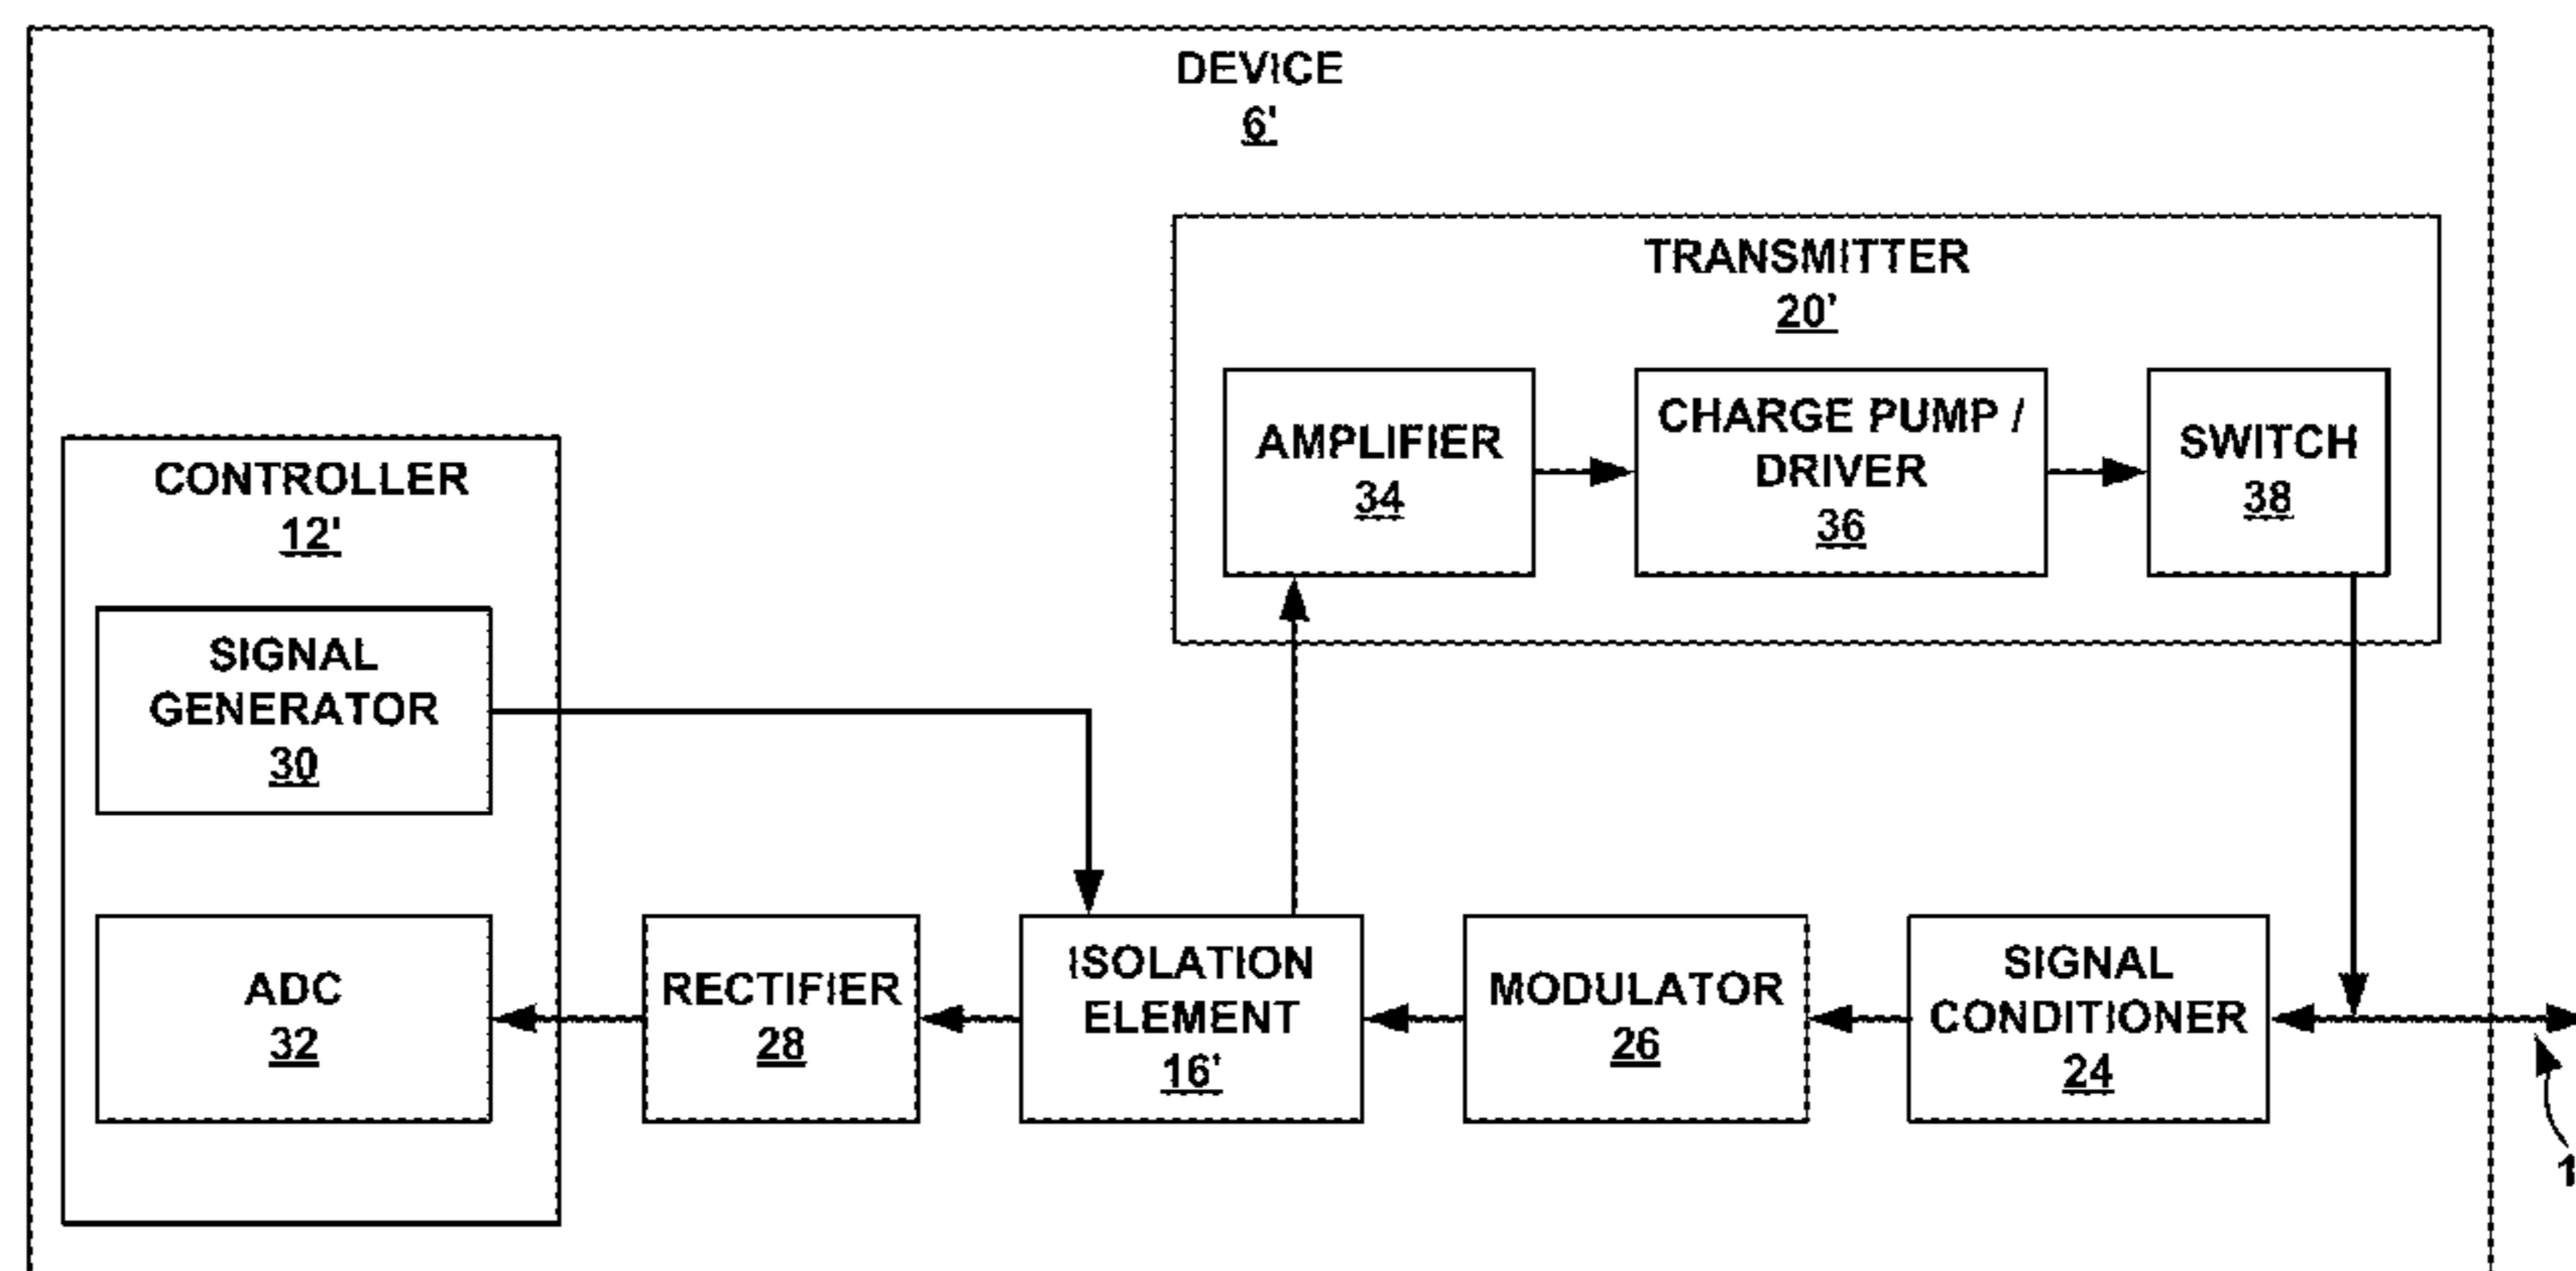 DEVICE
6'
TRANSMITTER
20'
AMPLIFIER
34
CHARGE PUMP /
DRIVER
36
SWITCH
38
CONTROLLER
12'
SIGNAL
GENERATOR
30
ADC
32
RECTIFIER
28
ISOLATION
ELEMENT
16'
MODULATOR
26
SIGNAL
CONDITIONER
24